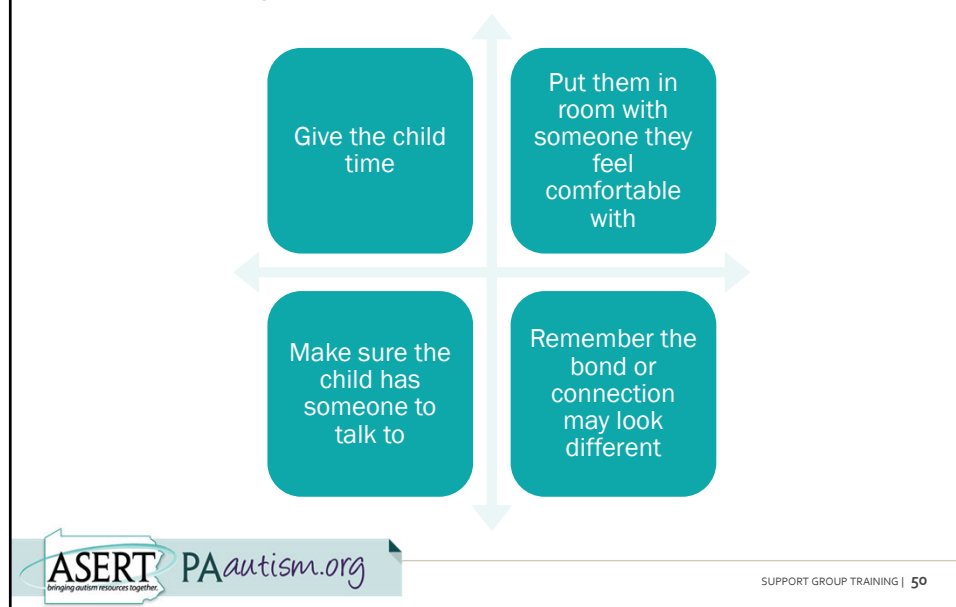 Give the child
time
Put them in
room with
someone they
feel
comfortable
with
Make sure the
child has
someone to
talk to
Remember the
bond or
connection
may look
different
ASERT
bringing autism resources together.
PAautism.org
SUPPORT GROUP TRAINING | 50